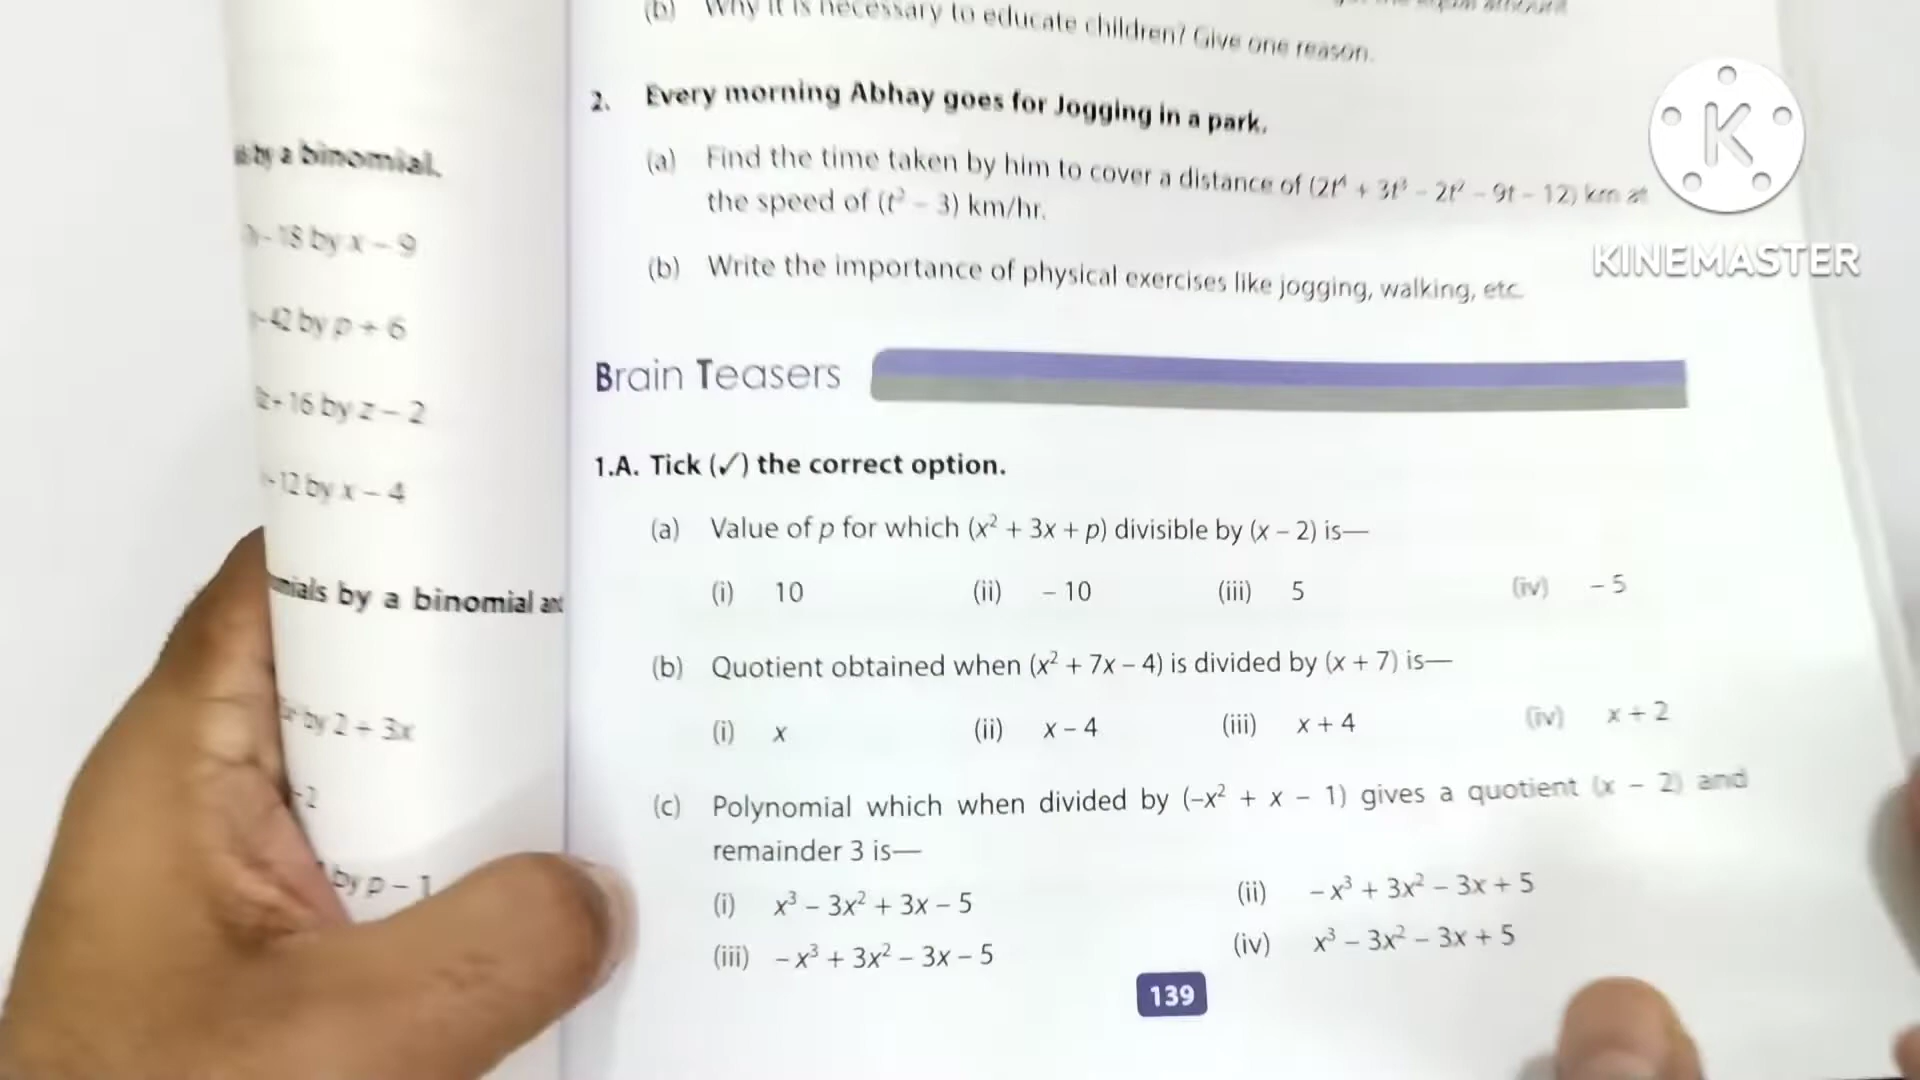 (b) Why it is necessary to educate children? Give one reason.
2. Every morning Abhay goes for Jogging in a park.
(a) Find the time taken by him to cover a distance of (2t⁴ + 3t³ – 2t² – 9t – 12) km at
the speed of (t² – 3) km/hr.
(b) Write the importance of physical exercises like jogging, walking, etc.
Brain Teasers
1.A. Tick (✓) the correct option.
(a) Value of p for which (x² + 3x + p) divisible by (x – 2) is—
(i) 10 (ii) – 10 (iii) 5 (iv) – 5
(b) Quotient obtained when (x² + 7x – 4) is divided by (x + 7) is—
(i) x (ii) x – 4 (iii) x + 4 (iv) x + 2
(c) Polynomial which when divided by (–x² + x – 1) gives a quotient (x – 2) and
remainder 3 is—
(i) x³ – 3x² + 3x – 5 (ii) – x³ + 3x² – 3x + 5
(iii) – x³ + 3x² – 3x – 5 (iv) x³ – 3x² – 3x + 5
139
by a binomial.
– 18 by x – 9
– 42 by p + 6
+ 16 by z – 2
– 12 by x – 4
by a binomial
by 2 + 3x
– 2
by p – 1
K
KINEMASTER